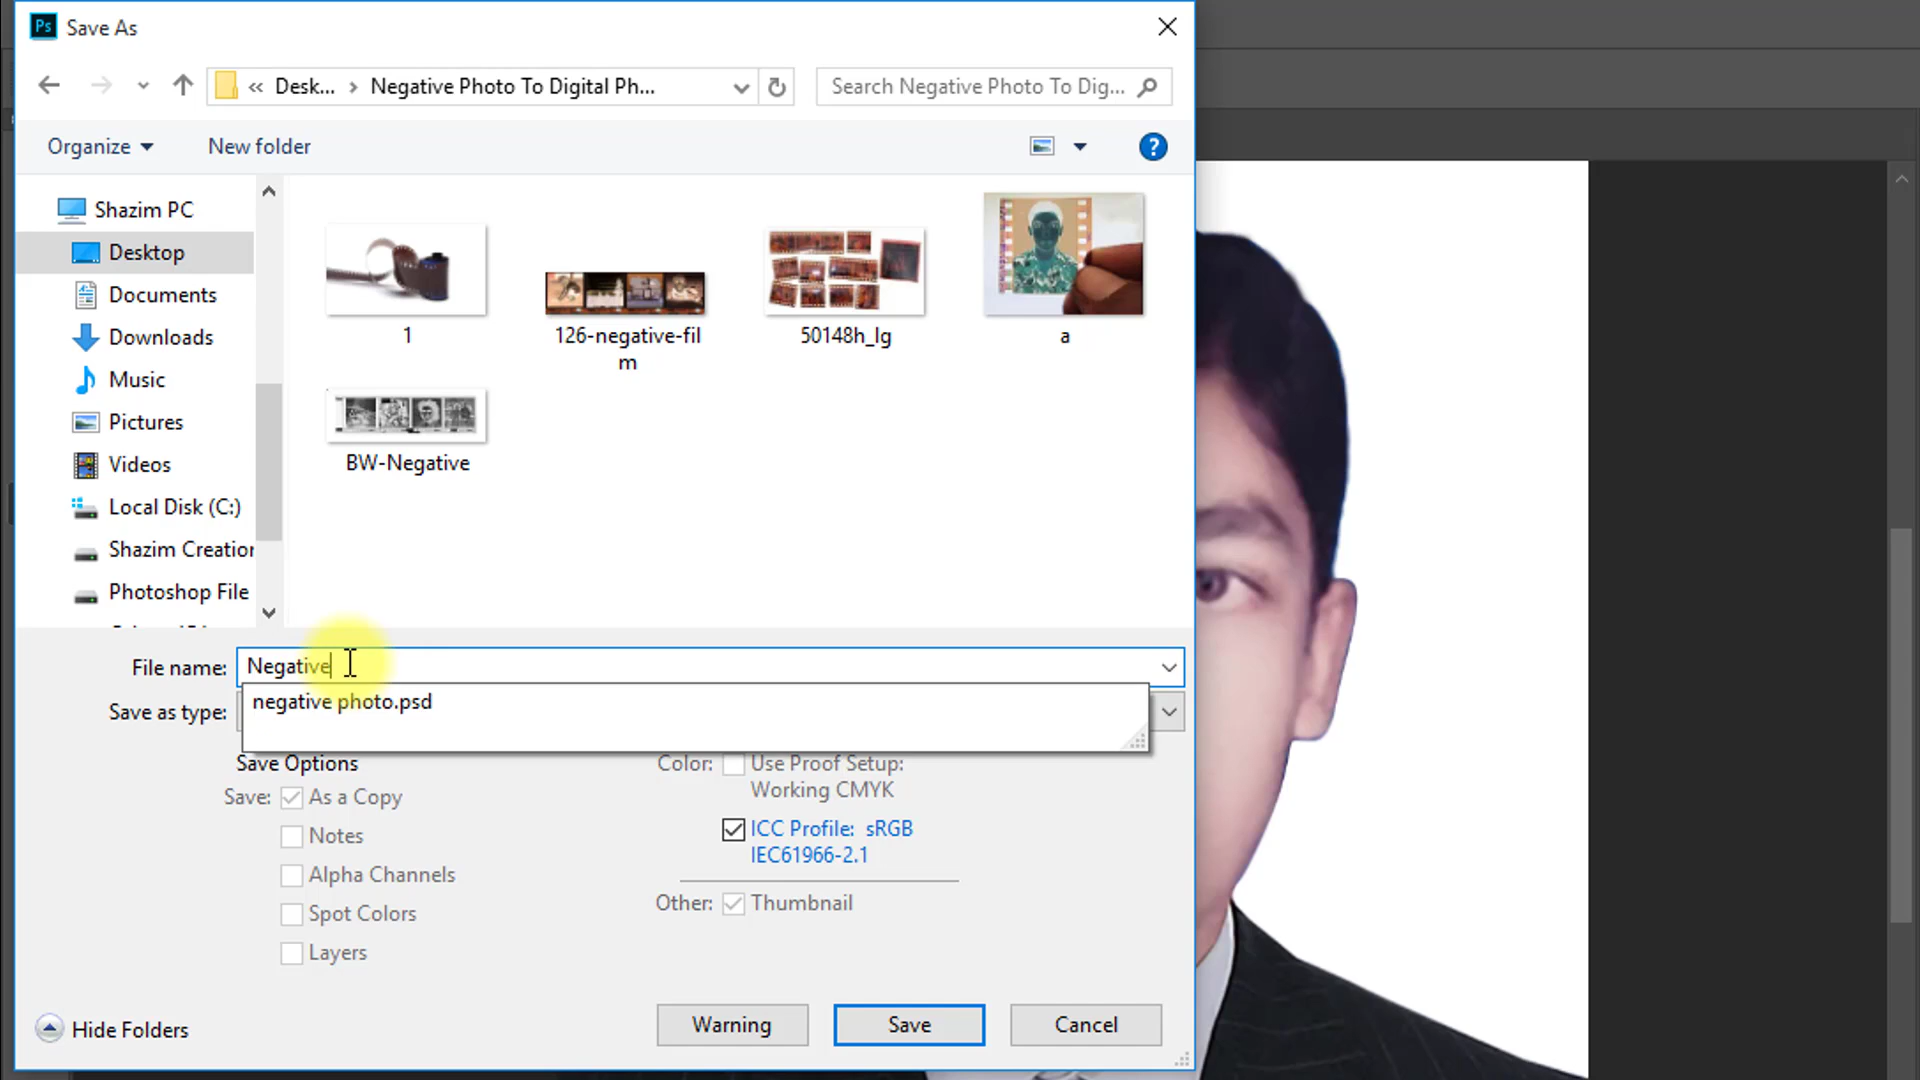 Ps Save As
« Desk... > Negative Photo To Digital Ph...
Search Negative Photo To Dig...
Organize
New folder
?
Shazim PC
Desktop
Documents
Downloads
Music
Pictures
Videos
Local Disk (C:)
Shazim Creation
Photoshop File
1
126-negative-fil
m
50148h_lg
a
BW-Negative
File name: Negative
negative photo.psd
Save as type:
Save Options
Save: As a Copy
Notes
Alpha Channels
Spot Colors
Layers
Color: Use Proof Setup:
Working CMYK
ICC Profile: sRGB
IEC61966-2.1
Other: Thumbnail
Hide Folders
Warning
Save
Cancel